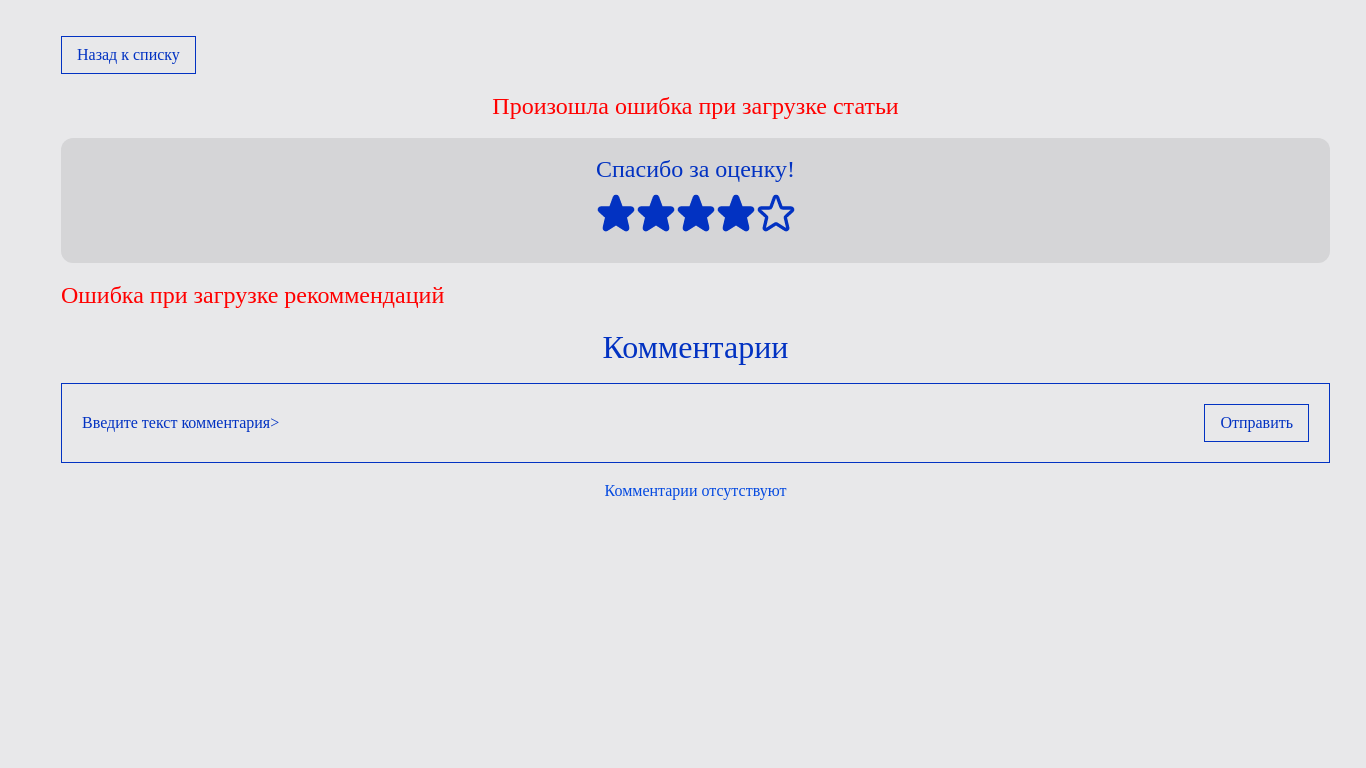 Назад к списку
Произошла ошибка при загрузке статьи
Спасибо за оценку!
Ошибка при загрузке рекоммендаций
Комментарии
Введите текст комментария>
Отправить
Комментарии отсутствуют